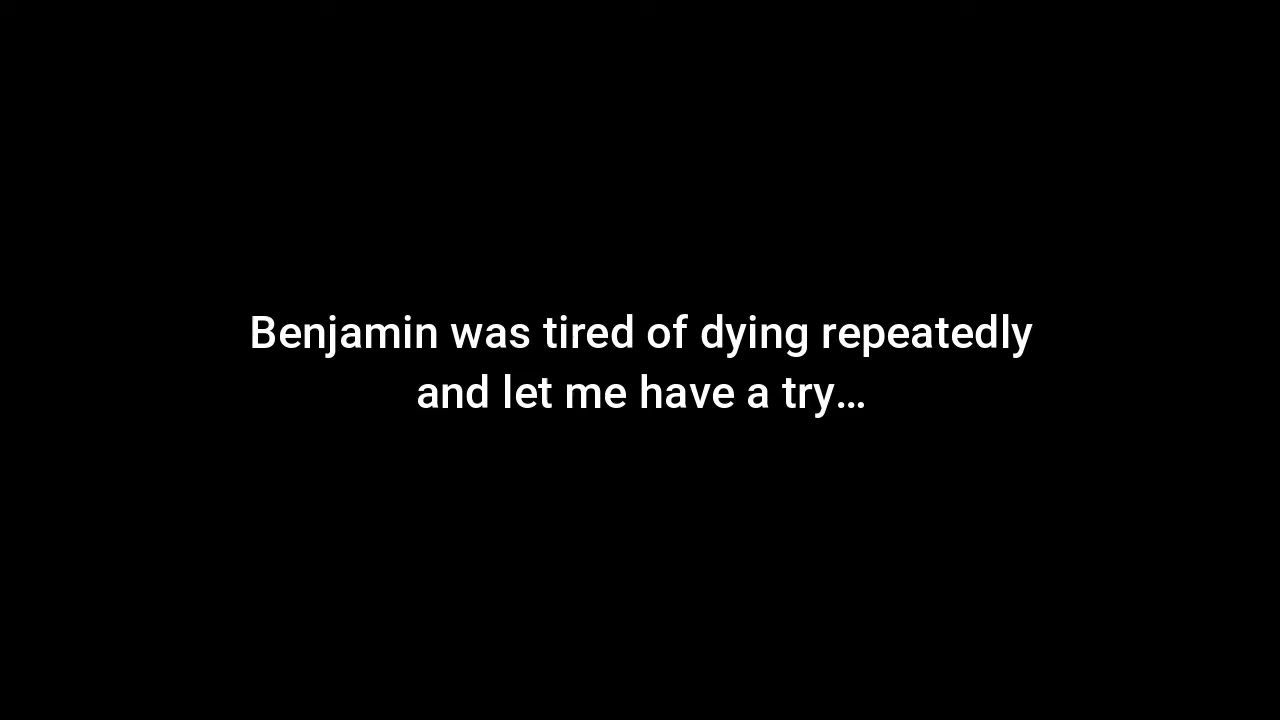 Benjamin was tired of dying repeatedly
and let me have a try…